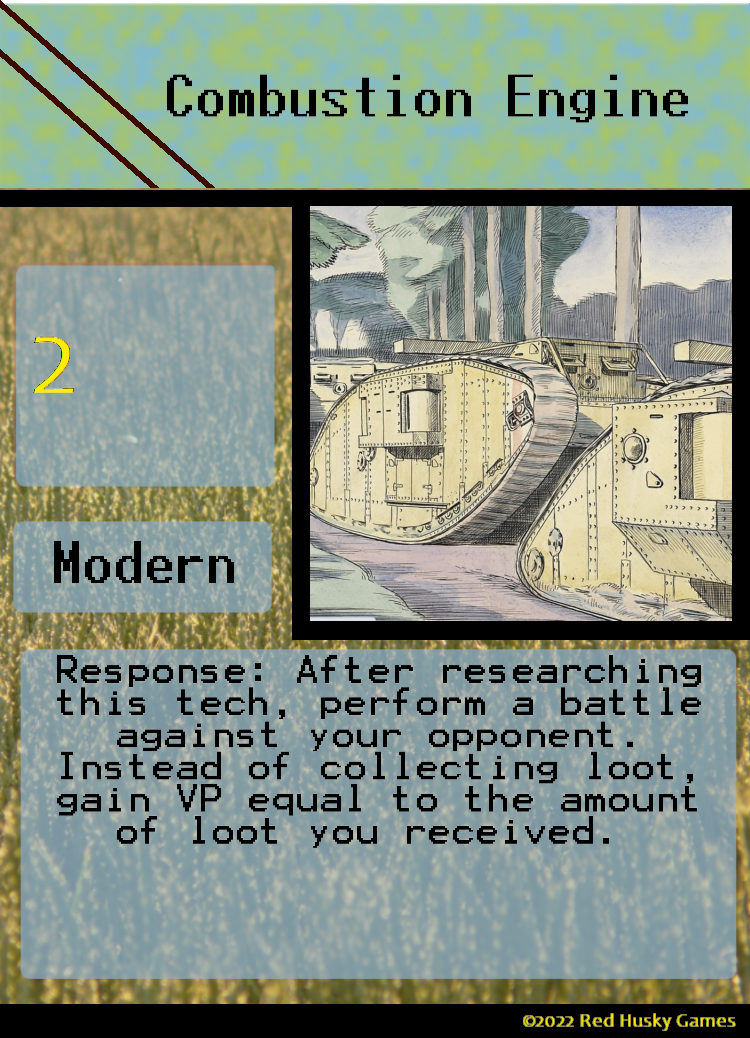 Combustion Engine
2
Modern
Response: After researching
this tech, perform a battle
against your opponent.
Instead of collecting loot,
gain VP equal to the amount
of loot you received.
©2022 Red Husky Games